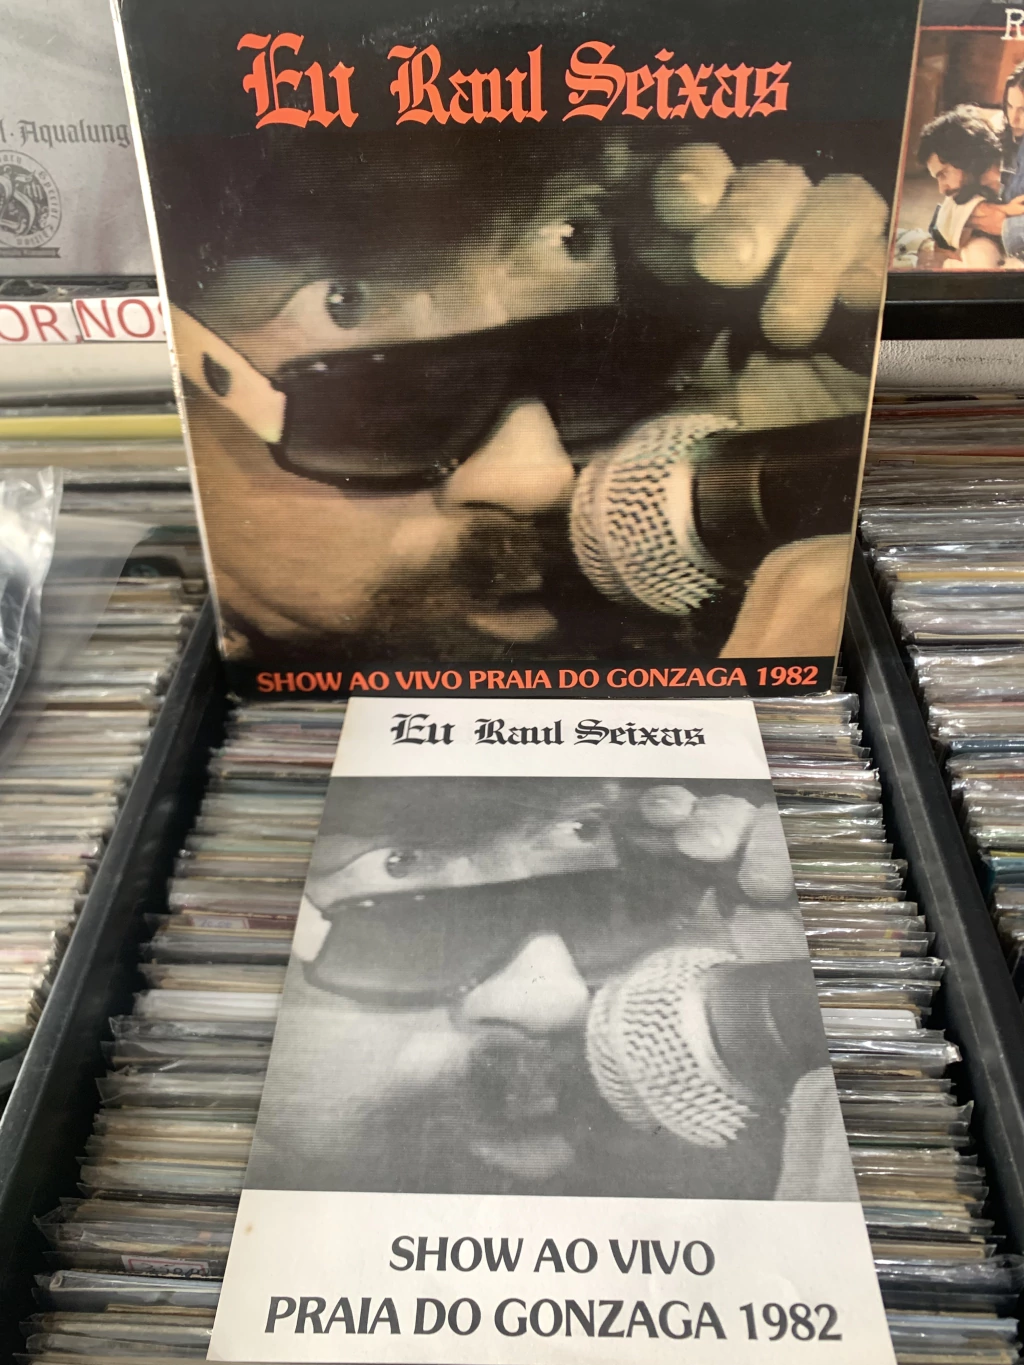 Eu Raul Seixas
Aqualung
OR, NOS
SHOW AO VIVO PRAIA DO GONZAGA 1982
Eu Raul Seixas
SHOW AO VIVO
PRAIA DO GONZAGA 1982